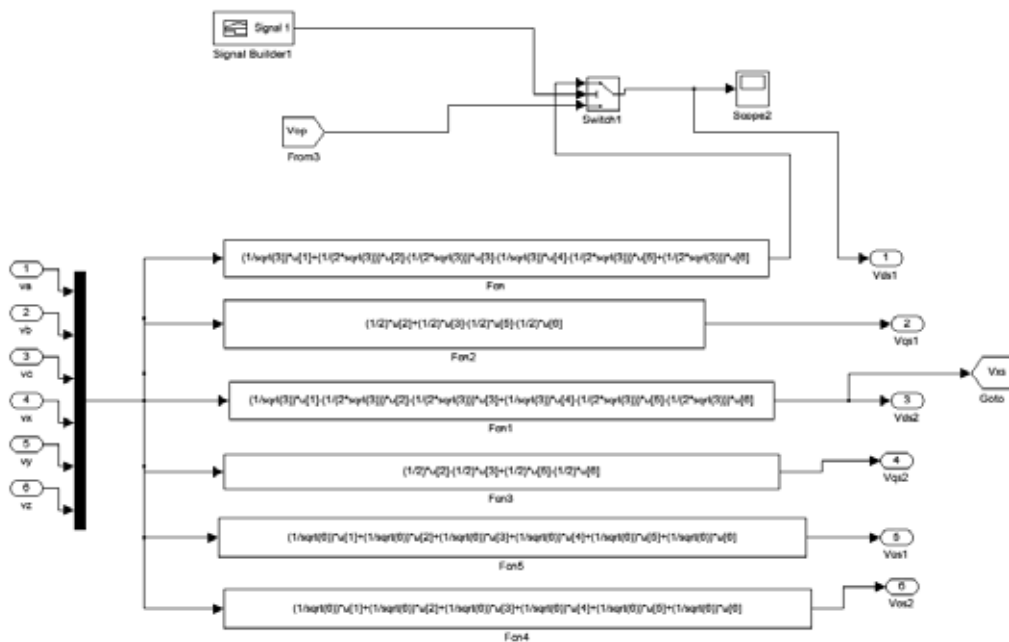 Signal 1
Signal Builder1
Switch1
Scope2
Vop
From3
(1/sqrt(3))*u[1]+(1/(2*sqrt(3)))*u[2]-(1/(2*sqrt(3)))*u[3]-(1/sqrt(3))*u[4]-(1/(2*sqrt(3)))*u[5]+(1/(2*sqrt(3)))*u[6]
Fcn
1
va
1
Vds1
2
vb
(1/2)*u[2]+(1/2)*u[3]-(1/2)*u[5]-(1/2)*u[6]
Fcn2
2
Vqs1
3
vc
(1/sqrt(3))*u[1]-(1/(2*sqrt(3)))*u[2]-(1/(2*sqrt(3)))*u[3]+(1/sqrt(3))*u[4]-(1/(2*sqrt(3)))*u[5]-(1/(2*sqrt(3)))*u[6]
Fcn1
Vxs
Goto
3
Vds2
4
vx
(1/2)*u[2]-(1/2)*u[3]+(1/2)*u[5]-(1/2)*u[6]
Fcn3
4
Vqs2
5
vy
6
vz
(1/sqrt(6))*u[1]+(1/sqrt(6))*u[2]+(1/sqrt(6))*u[3]+(1/sqrt(6))*u[4]+(1/sqrt(6))*u[5]+(1/sqrt(6))*u[6]
Fcn5
5
Vos1
(1/sqrt(6))*u[1]+(1/sqrt(6))*u[2]+(1/sqrt(6))*u[3]+(1/sqrt(6))*u[4]+(1/sqrt(6))*u[5]+(1/sqrt(6))*u[6]
Fcn4
6
Vos2